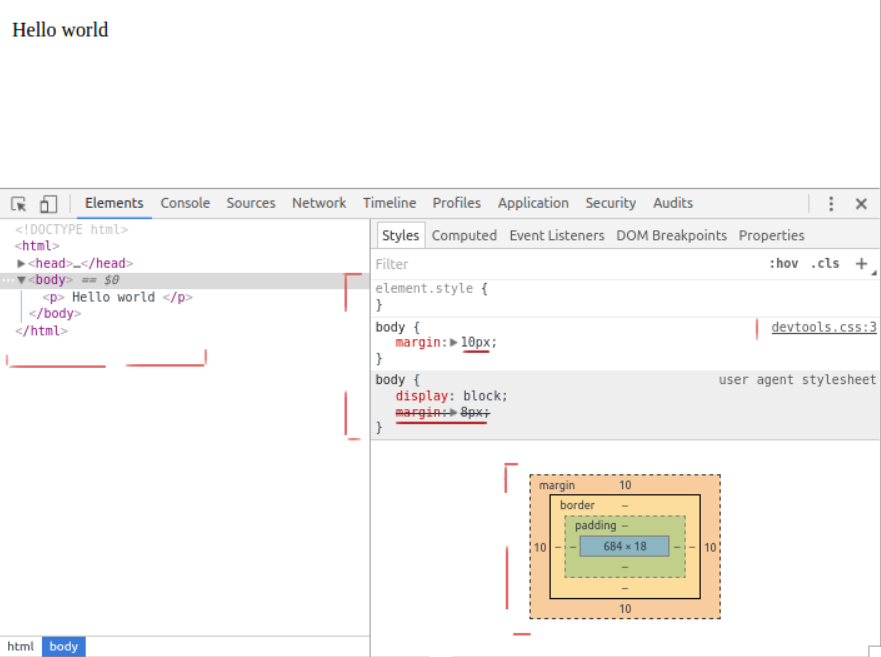 Hello world
Elements Console Sources Network Timeline Profiles Application Security Audits
<!DOCTYPE html>
<html>
▶<head>…</head>
…▼<body> == $0
<p> Hello world </p>
</body>
</html>
html body
Styles Computed Event Listeners DOM Breakpoints Properties
Filter :hov .cls +
element.style {
}
body { devtools.css:3
margin:▶10px;
}
body { user agent stylesheet
display: block;
margin:▶8px;
}
margin 10
border –
padding –
10 – – 684 × 18 – – 10
–
–
10